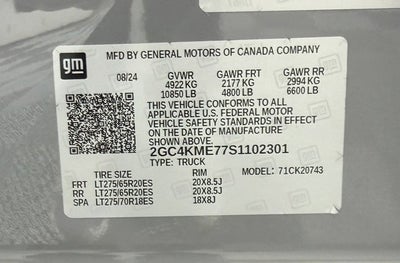 MFD BY GENERAL MOTORS OF CANADA COMPANY
gm
08/24 GVWR GAWR FRT GAWR RR
4922 KG 2177 KG 2994 KG
10850 LB 4800 LB 6600 LB
THIS VEHICLE CONFORMS TO ALL
APPLICABLE U.S. FEDERAL MOTOR
VEHICLE SAFETY STANDARDS IN EFFECT ON
THE DATE OF MANUFACTURE SHOWN ABOVE.
2GC4KME77S1102301
TYPE: TRUCK MODEL: 71CK20743
TIRE SIZE RIM
FRT LT275/65R20ES 20X8.5J
RR LT275/65R20ES 20X8.5J
SPA LT275/70R18ES 18X8J